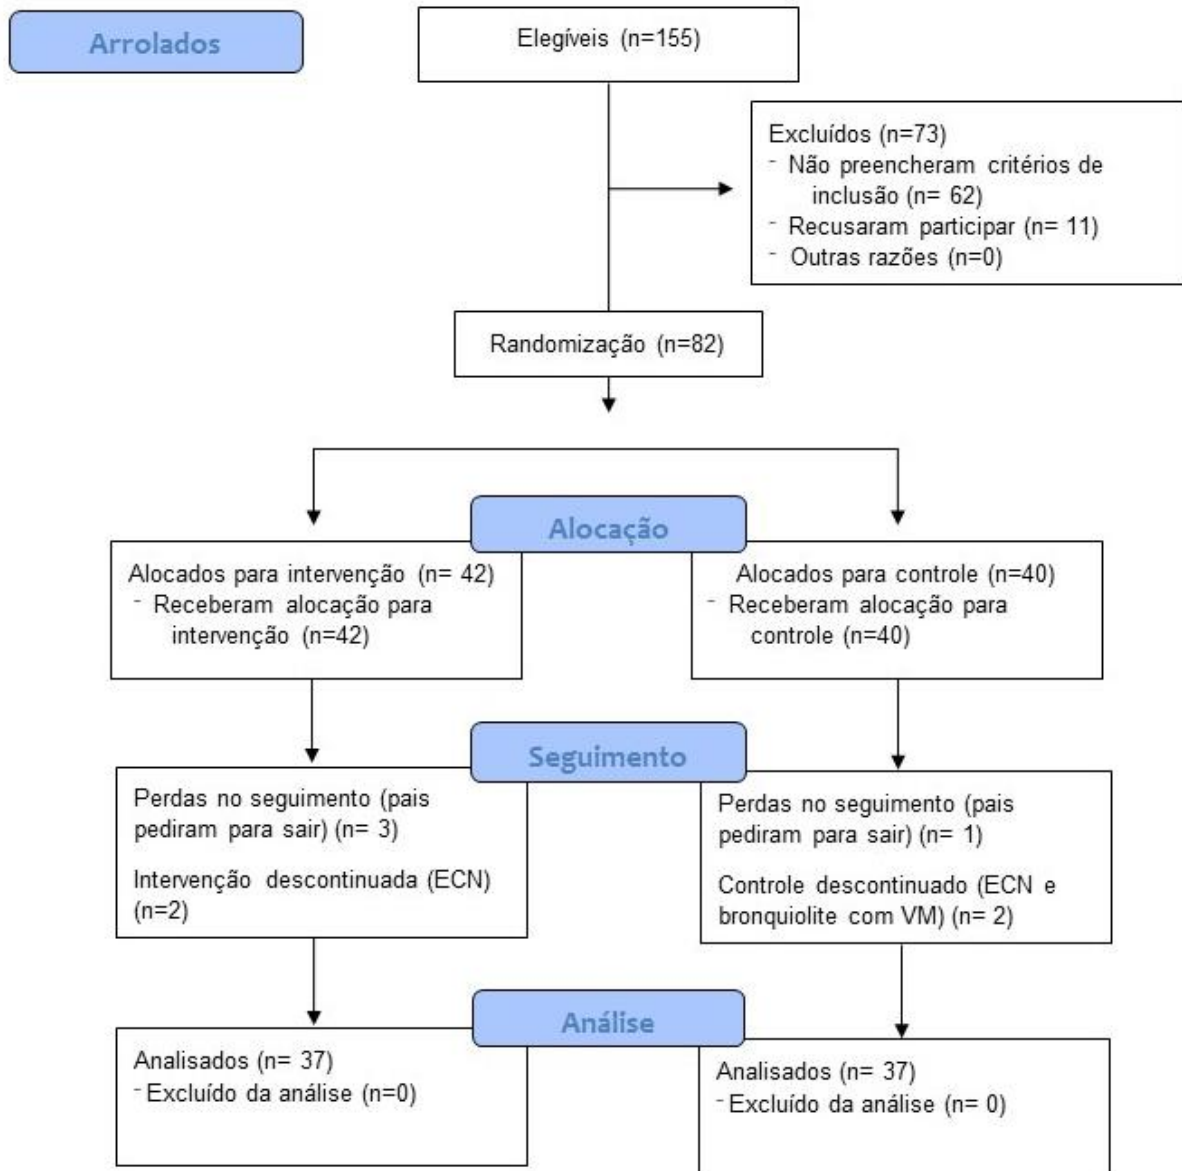 Arrolados
Elegíveis (n=155)
Excluídos (n=73)
- Não preencheram critérios de
inclusão (n= 62)
- Recusaram participar (n= 11)
- Outras razões (n=0)
Randomização (n=82)
Alocação
Alocados para intervenção (n= 42)
- Receberam alocação para
intervenção (n=42)
Alocados para controle (n=40)
- Receberam alocação para
controle (n=40)
Seguimento
Perdas no seguimento (pais
pediram para sair) (n= 3)
Intervenção descontinuada (ECN)
(n=2)
Perdas no seguimento (pais
pediram para sair) (n= 1)
Controle descontinuado (ECN e
bronquiolite com VM) (n= 2)
Análise
Analisados (n= 37)
- Excluído da análise (n=0)
Analisados (n= 37)
- Excluído da análise (n= 0)